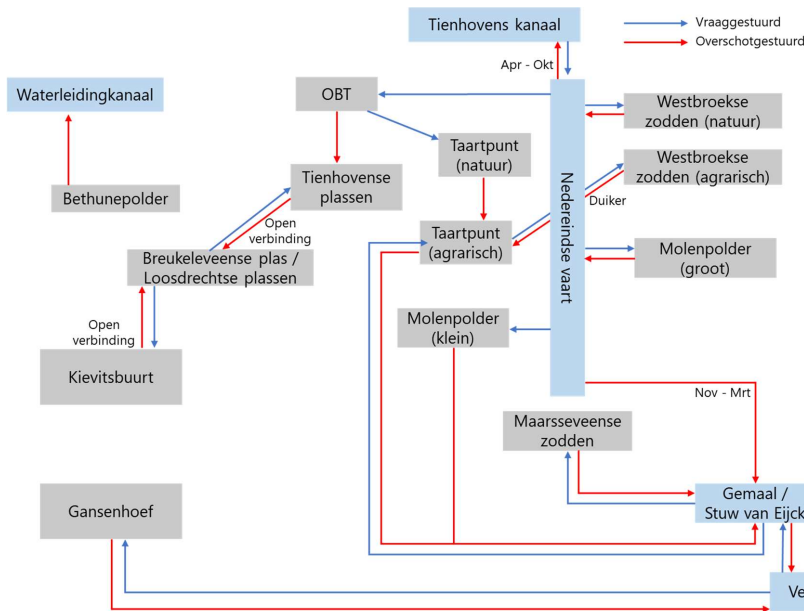 Tienhovens kanaal
Vraaggestuurd
Overschotgestuurd
Apr - Okt
Waterleidingkanaal
OBT
Westbroekse
zodden (natuur)
Taartpunt
(natuur)
Westbroekse
zodden (agrarisch)
Tienhovense
plassen
Bethunepolder
Duiker
Open
verbinding
Nedereindse vaart
Taartpunt
(agrarisch)
Breukeleveense plas /
Loosdrechtse plassen
Molenpolder
(groot)
Open
verbinding
Molenpolder
(klein)
Kievitsbuurt
Nov - Mrt
Maarsseveense
zodden
Gansenhoef
Gemaal /
Stuw van Eijck
Ve